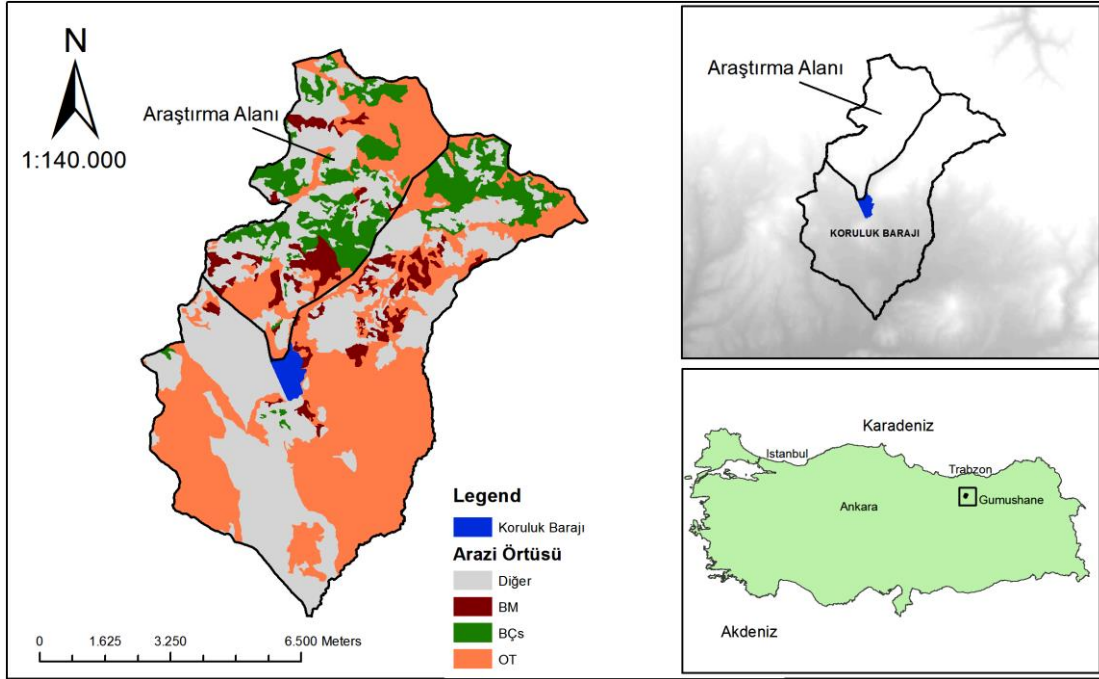 N
1:140.000
Araştırma Alanı
Legend
Koruluk Barajı
Arazi Örtüsü
Diğer
BM
BÇs
OT
0 1.625 3.250 6.500 Meters
Araştırma Alanı
KORULUK BARAJI
Karadeniz
Istanbul
Trabzon
Gumushane
Ankara
Akdeniz